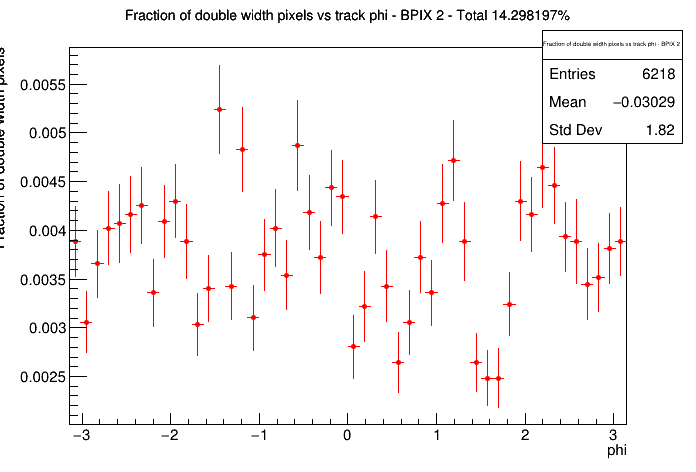 Fraction of double width pixels vs track phi - BPIX 2 - Total 14.298197%
Fraction of double width pixels vs track phi - BPIX 2
Entries 6218
Mean −0.03029
Std Dev 1.82
Fraction of double width pixels
0.0055
0.005
0.0045
0.004
0.0035
0.003
0.0025
−3 −2 −1 0 1 2 3
phi